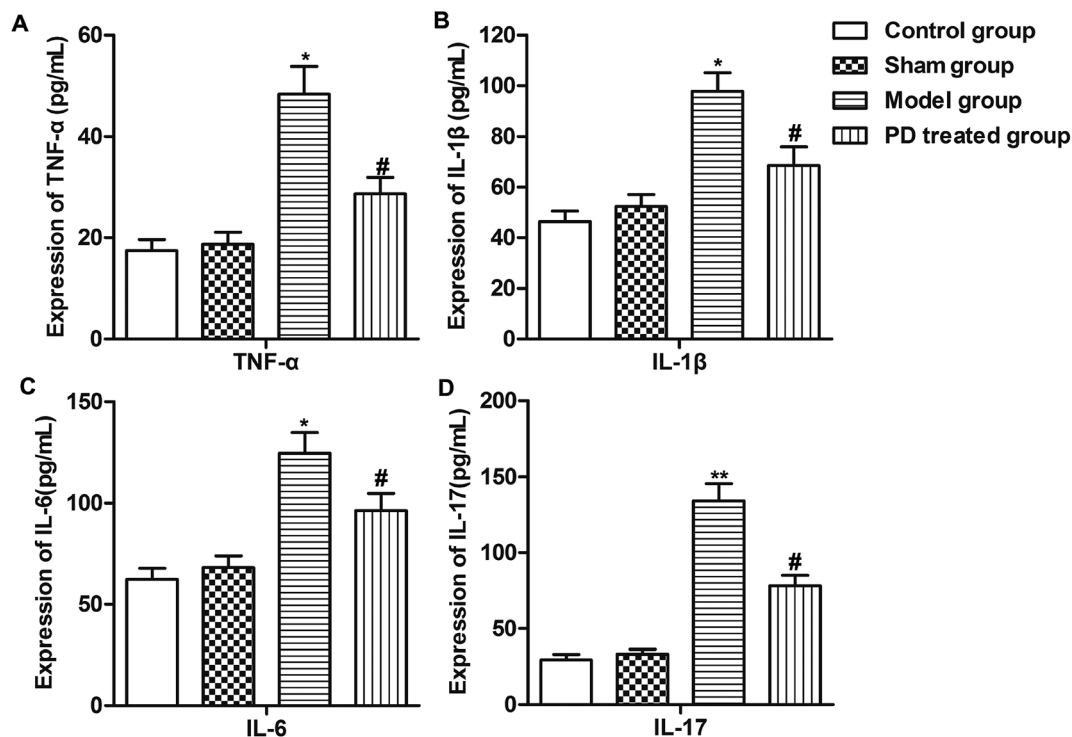 A
Expression of TNF-α (pg/mL)
60
40
20
0
*
#
TNF-α
B
Expression of IL-1β (pg/mL)
120
100
80
60
40
20
0
*
#
IL-1β
Control group
Sham group
Model group
PD treated group
C
Expression of IL-6(pg/mL)
150
100
50
0
*
#
IL-6
D
Expression of IL-17(pg/mL)
200
150
100
50
0
**
#
IL-17